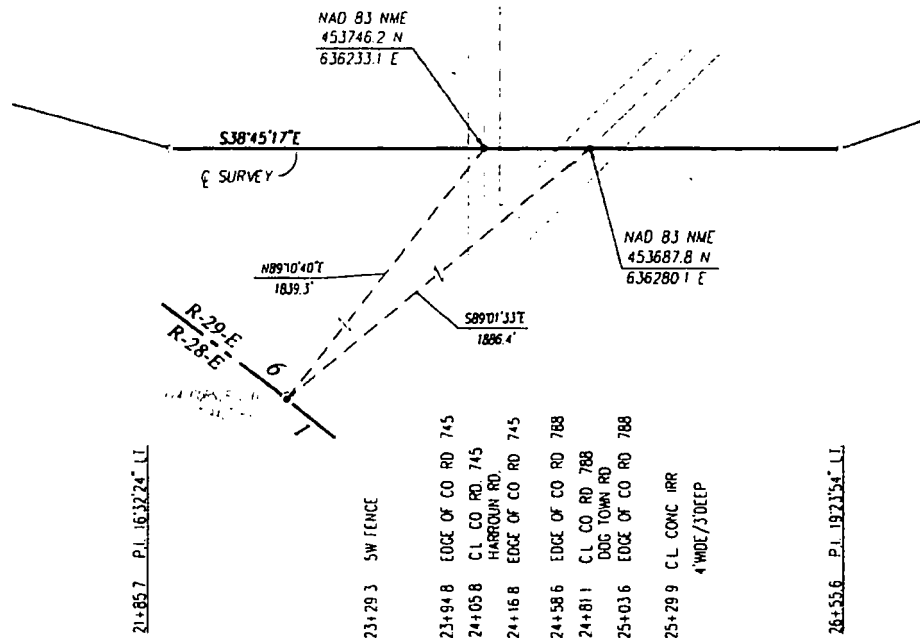 NAD 83 NME
453746.2 N
636233.1 E
S38°45'17"E
℄ SURVEY
NAD 83 NME
453687.8 N
636280.1 E
N89°10'40"E
1839.3'
S89°01'33"E
1886.4'
R-29-E
R-28-E
6
1
21+85.7 P.I. 16°32'24" LT.
23+29.3 5W FENCE
23+94.8 EDGE OF CO RD 745
24+05.8 C.L. CO RD. 745
HARROUN RD.
24+16.8 EDGE OF CO RD 745
24+58.6 EDGE OF CO RD 788
24+81.1 C.L. CO RD 788
DOG TOWN RD
25+03.6 EDGE OF CO RD 788
25+29.9 C.L. CONC IRR
4'WIDE/3'DEEP
26+55.6 P.I. 19°23'54" LT.